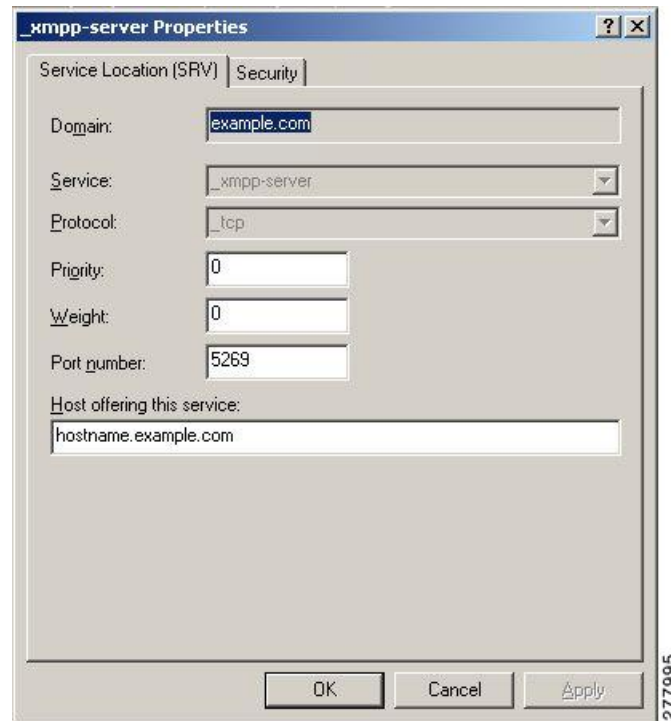 _xmpp-server Properties
Service Location (SRV) Security
Domain: example.com
Service: _xmpp-server
Protocol: _tcp
Priority: 0
Weight: 0
Port number: 5269
Host offering this service:
hostname.example.com
OK Cancel Apply
277995